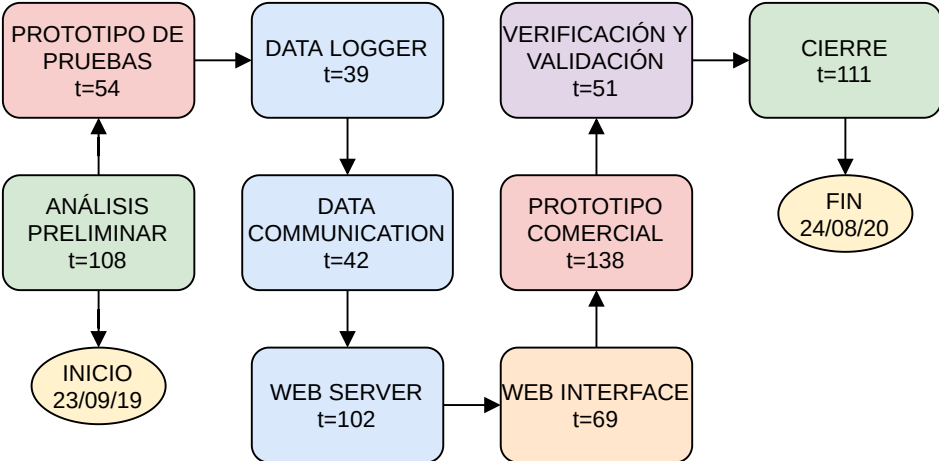 PROTOTIPO DE
PRUEBAS
t=54
DATA LOGGER
t=39
VERIFICACIÓN Y
VALIDACIÓN
t=51
CIERRE
t=111
ANÁLISIS
PRELIMINAR
t=108
DATA
COMMUNICATION
t=42
PROTOTIPO
COMERCIAL
t=138
FIN
24/08/20
INICIO
23/09/19
WEB SERVER
t=102
WEB INTERFACE
t=69